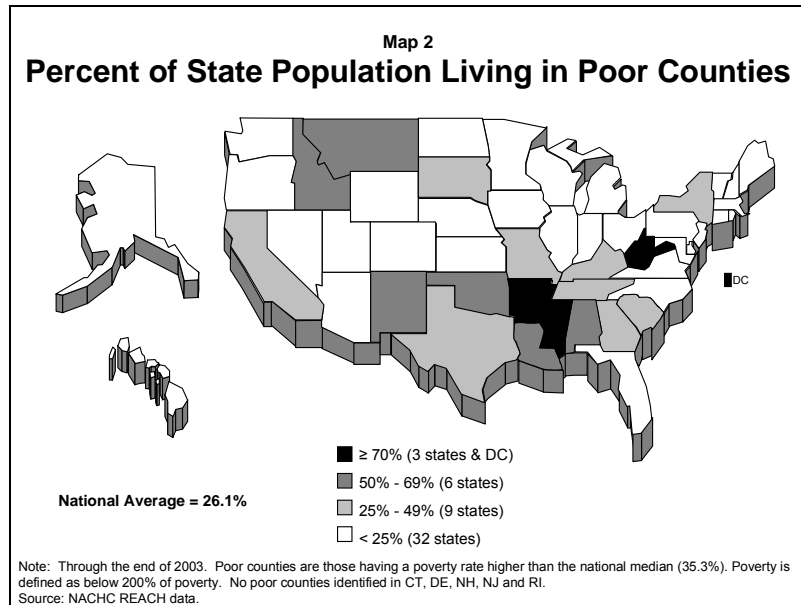 Map 2
Percent of State Population Living in Poor Counties
DC
≥ 70% (3 states & DC)
50% - 69% (6 states)
25% - 49% (9 states)
< 25% (32 states)
National Average = 26.1%
Note:  Through the end of 2003.  Poor counties are those having a poverty rate higher than the national median (35.3%). Poverty is
defined as below 200% of poverty.  No poor counties identified in CT, DE, NH, NJ and RI.
Source: NACHC REACH data.